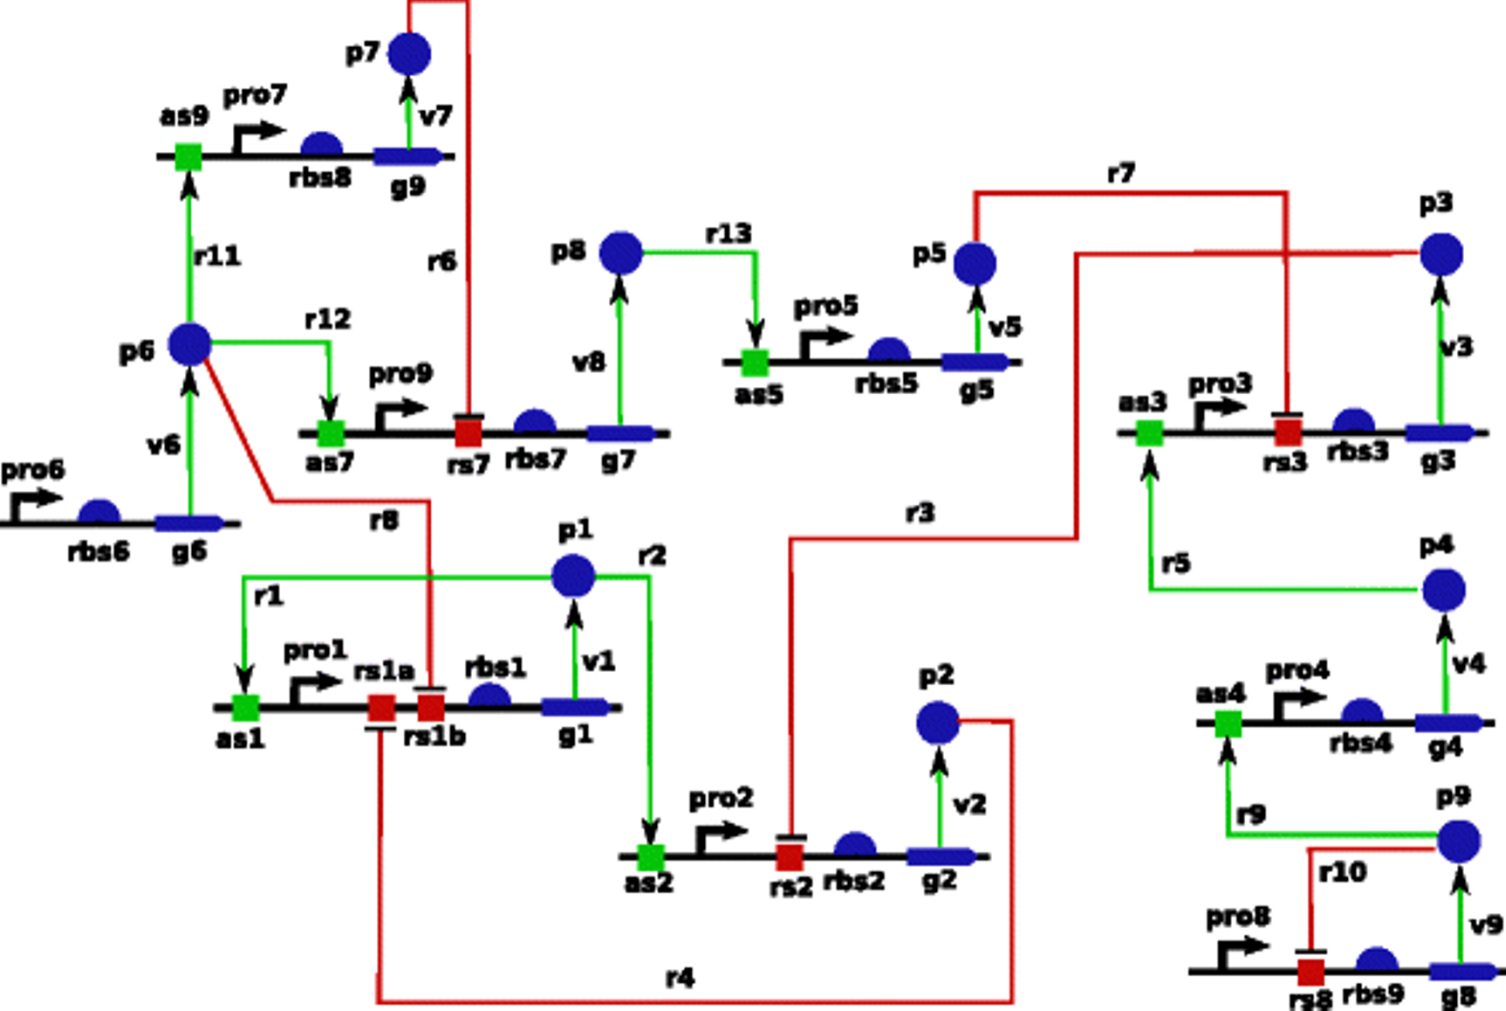 p7
pro7
as9
v7
rbs8
g9
r7
p3
r11
r6
p8
r13
p5
pro5
v5
r12
p6
pro9
v8
as5
rbs5
g5
v3
pro3
as3
v6
as7
rs7
rbs7
g7
rs3
rbs3
g3
pro6
r8
r3
rbs6
g6
p1
r2
p4
r5
r1
pro1
rs1a
rbs1
v1
p2
pro4
v4
as4
as1
rs1b
g1
rbs4
g4
pro2
v2
p9
r9
as2
rs2
rbs2
g2
r10
pro8
v9
r4
rs8
rbs9
g8